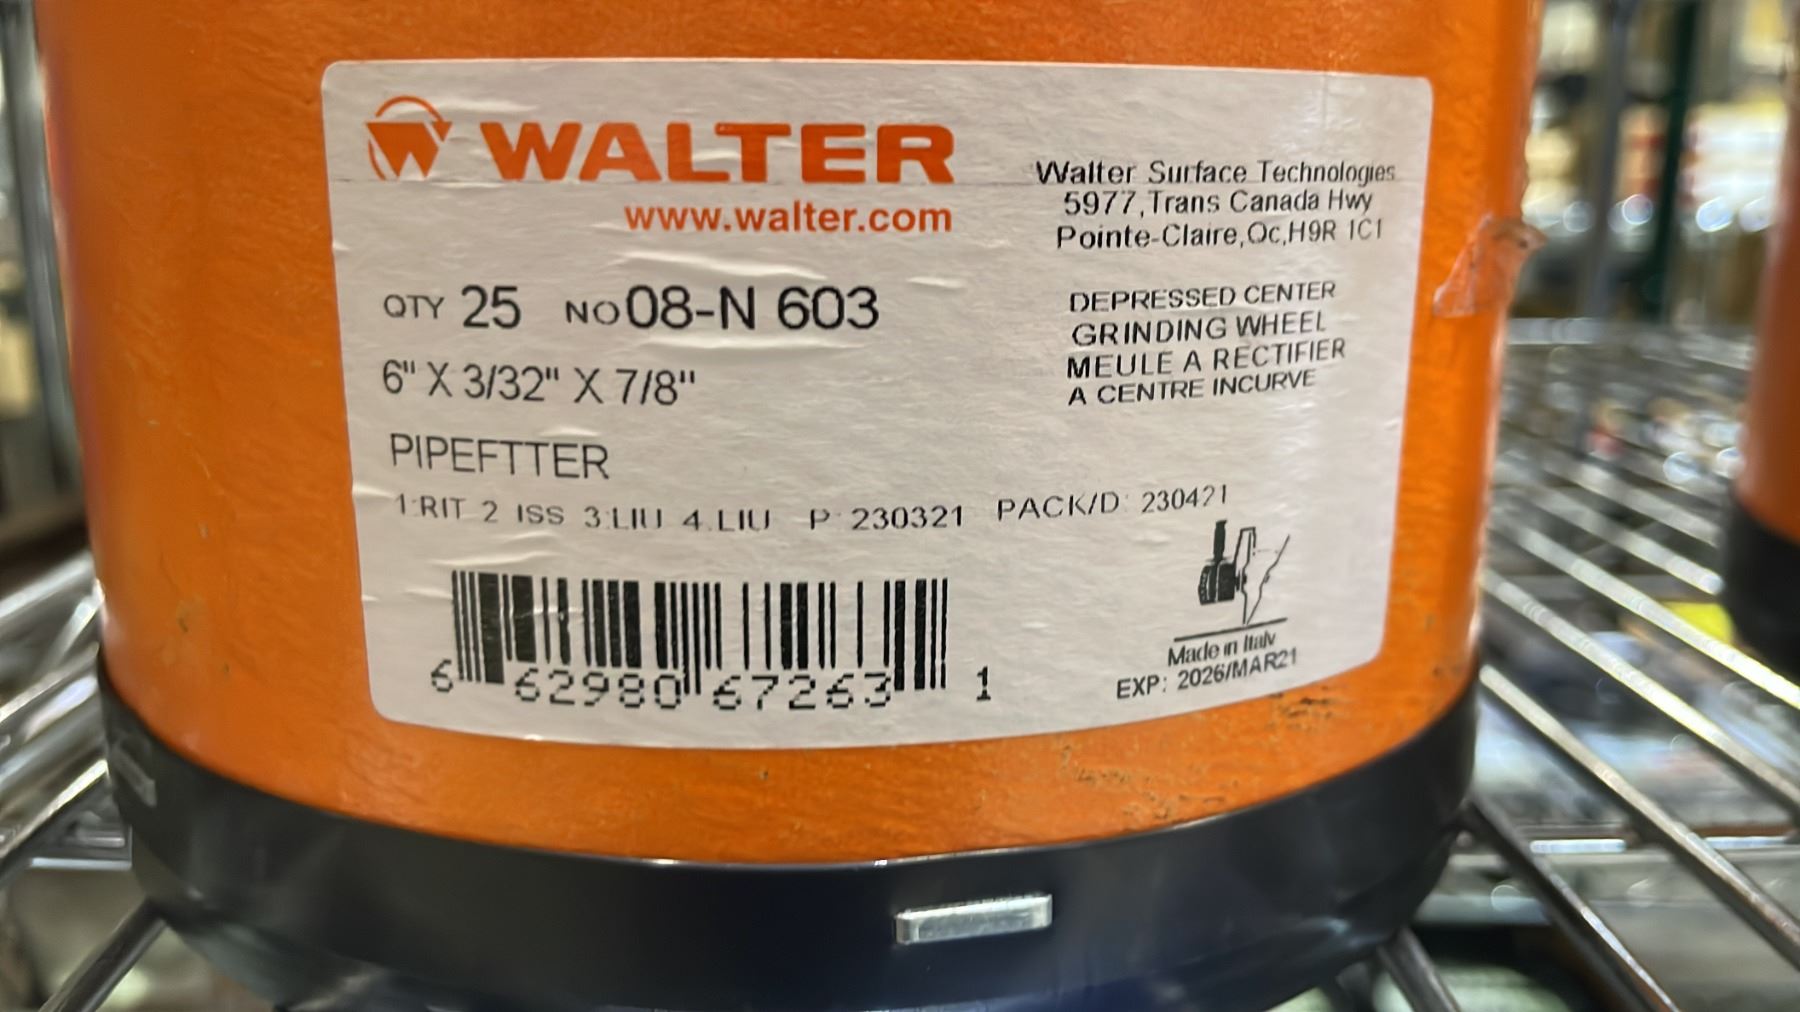 WALTER
www.walter.com
Walter Surface Technologies
5977,Trans Canada Hwy
Pointe-Claire,Qc,H9R 1C1
QTY 25 NO 08-N 603
6" X 3/32" X 7/8"
PIPEFTTER
DEPRESSED CENTER
GRINDING WHEEL
MEULE A RECTIFIER
A CENTRE INCURVE
1:RIT 2 ISS 3:LIU 4.LIU P: 230321 PACK/D: 230421
6 62980 67263 1
Made in Italy
EXP: 2026/MAR21